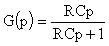 G(p) = RCp / (RCp + 1)